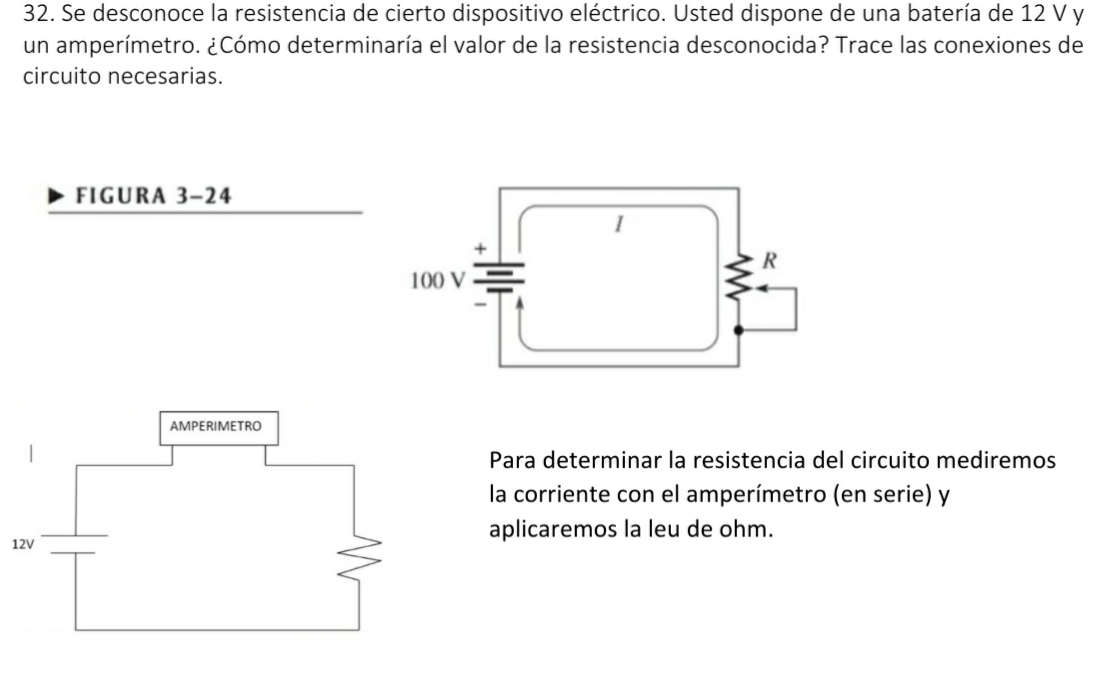 32. Se desconoce la resistencia de cierto dispositivo eléctrico. Usted dispone de una batería de 12 V y
un amperímetro. ¿Cómo determinaría el valor de la resistencia desconocida? Trace las conexiones de
circuito necesarias.
► FIGURA 3–24
I
+
R
100 V
–
AMPERIMETRO
Para determinar la resistencia del circuito mediremos
la corriente con el amperímetro (en serie) y
aplicaremos la leu de ohm.
12V